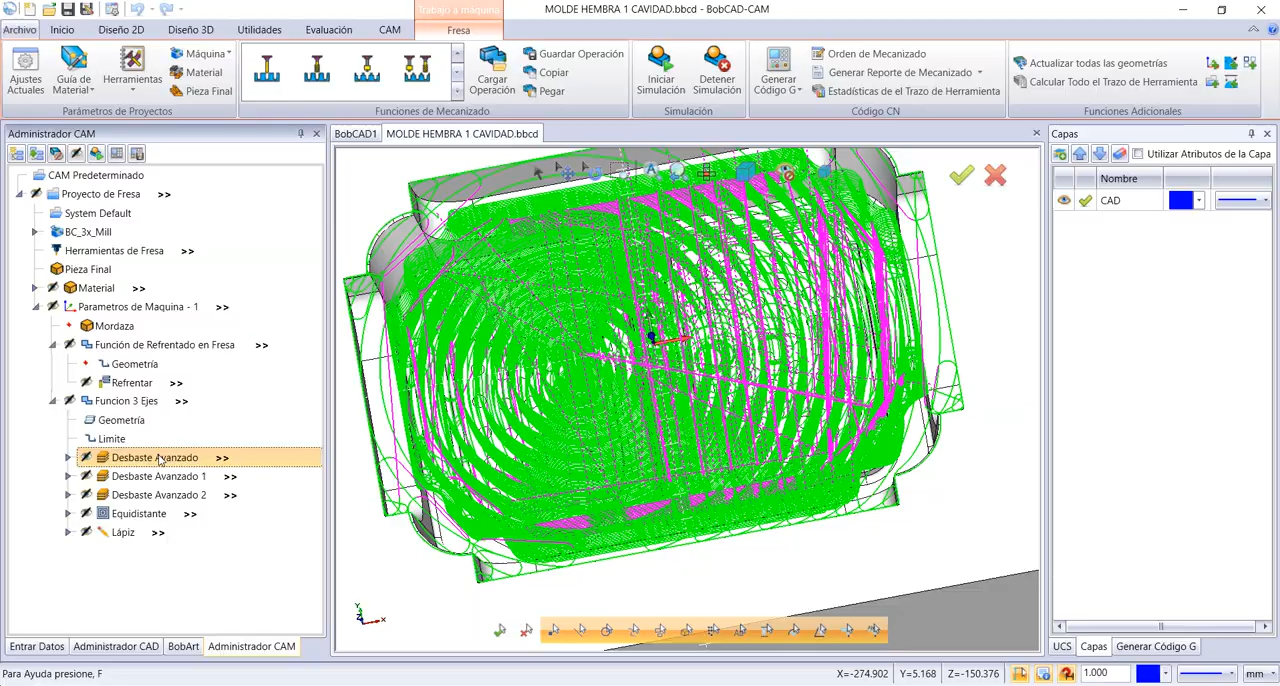 Trabajo a máquina
MOLDE HEMBRA 1 CAVIDAD.bbcd - BobCAD-CAM
Archivo
Inicio
Diseño 2D
Diseño 3D
Utilidades
Evaluación
CAM
Fresa
Ajustes Actuales
Guía de Material
Herramientas
Máquina
Material
Pieza Final
Parámetros de Proyectos
Cargar Operación
Guardar Operación
Copiar
Pegar
Funciones de Mecanizado
Iniciar Simulación
Detener Simulación
Simulación
Generar Código G
Orden de Mecanizado
Generar Reporte de Mecanizado
Estadísticas de el Trazo de Herramienta
Código CN
Actualizar todas las geometrías
Calcular Todo el Trazo de Herramienta
Funciones Adicionales
Administrador CAM
CAM Predeterminado
Proyecto de Fresa >>
System Default
BC_3x_Mill
Herramientas de Fresa >>
Pieza Final
Material >>
Parametros de Maquina - 1 >>
Mordaza
Función de Refrentado en Fresa >>
Geometría
Refrentar >>
Funcion 3 Ejes >>
Geometría
Limite
Desbaste Avanzado >>
Desbaste Avanzado 1 >>
Desbaste Avanzado 2 >>
Equidistante >>
Lápiz >>
Entrar Datos
Administrador CAD
BobArt
Administrador CAM
BobCAD1
MOLDE HEMBRA 1 CAVIDAD.bbcd
Y
Z
X
Capas
Utilizar Atributos de la Capa
Nombre
CAD
UCS
Capas
Generar Código G
Para Ayuda presione, F
X=-274.902
Y=5.168
Z=-150.376
1.000
mm